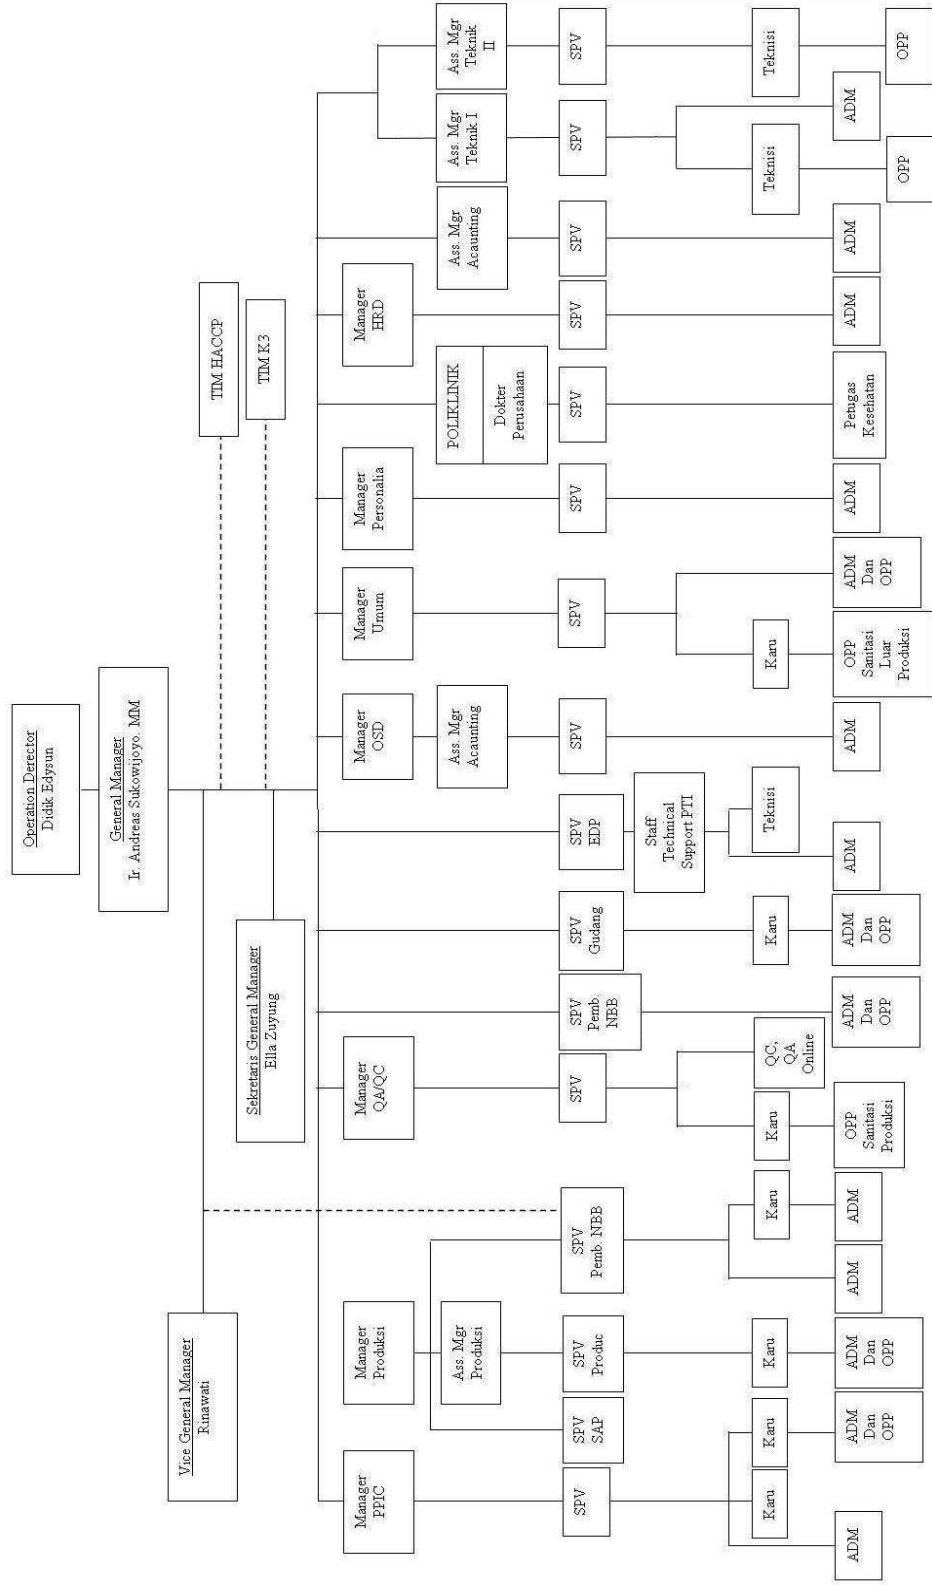 Operation Derector
Didik Edysun
General Manager
Ir. Andreas Sukowijoyo. MM
Vice General Manager
Rinawati
TIM HACCP
Sekretaris General Manager
Ella Zuyung
TIM K3
Manager
PPIC
Manager
Produksi
Manager
QA/QC
Manager
OSD
Manager
Umum
Manager
Personalia
Manager
HRD
Ass. Mgr
Produksi
Ass. Mgr
Acaunting
POLIKLINIK
Dokter
Perusahaan
Ass. Mgr
Acaunting
Ass. Mgr
Teknik I
Ass. Mgr
Teknik
II
SPV
SPV
SAP
SPV
Produc
SPV
Pemb. NBB
SPV
SPV
Pemb.
NBB
SPV
Gudang
SPV
EDP
SPV
SPV
SPV
SPV
SPV
SPV
SPV
SPV
Staff
Technical
Support PTI
Karu
Karu
Karu
Karu
Karu
QC,
QA
Online
Karu
Teknisi
Karu
Teknisi
Teknisi
ADM
ADM
Dan
OPP
ADM
Dan
OPP
ADM
ADM
OPP
Sanitasi
Produksi
ADM
Dan
OPP
ADM
Dan
OPP
ADM
ADM
OPP
Sanitasi
Luar
Produksi
ADM
Dan
OPP
ADM
Petugas
Kesehatan
ADM
ADM
ADM
OPP
OPP